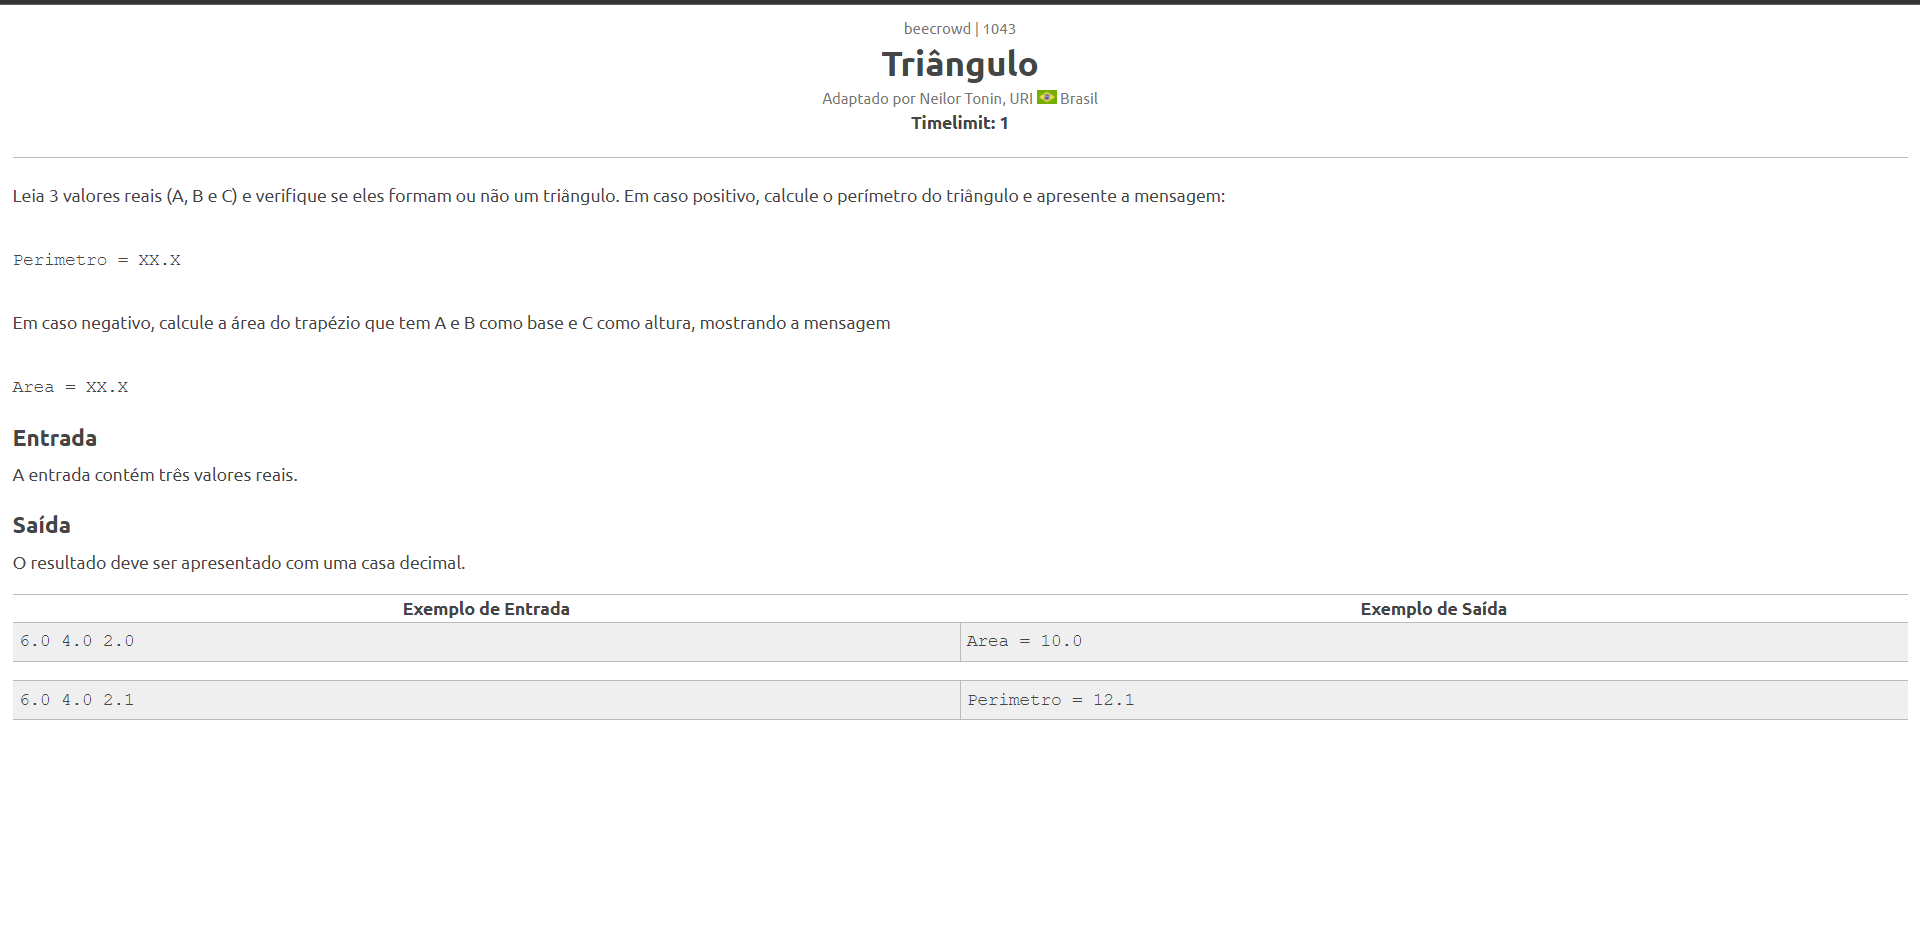 beecrowd | 1043
Triângulo
Adaptado por Neilor Tonin, URI Brasil
Timelimit: 1
Leia 3 valores reais (A, B e C) e verifique se eles formam ou não um triângulo. Em caso positivo, calcule o perímetro do triângulo e apresente a mensagem:
Perimetro = XX.X
Em caso negativo, calcule a área do trapézio que tem A e B como base e C como altura, mostrando a mensagem
Area = XX.X
Entrada
A entrada contém três valores reais.
Saída
O resultado deve ser apresentado com uma casa decimal.
Exemplo de Entrada Exemplo de Saída
6.0 4.0 2.0 Area = 10.0
6.0 4.0 2.1 Perimetro = 12.1